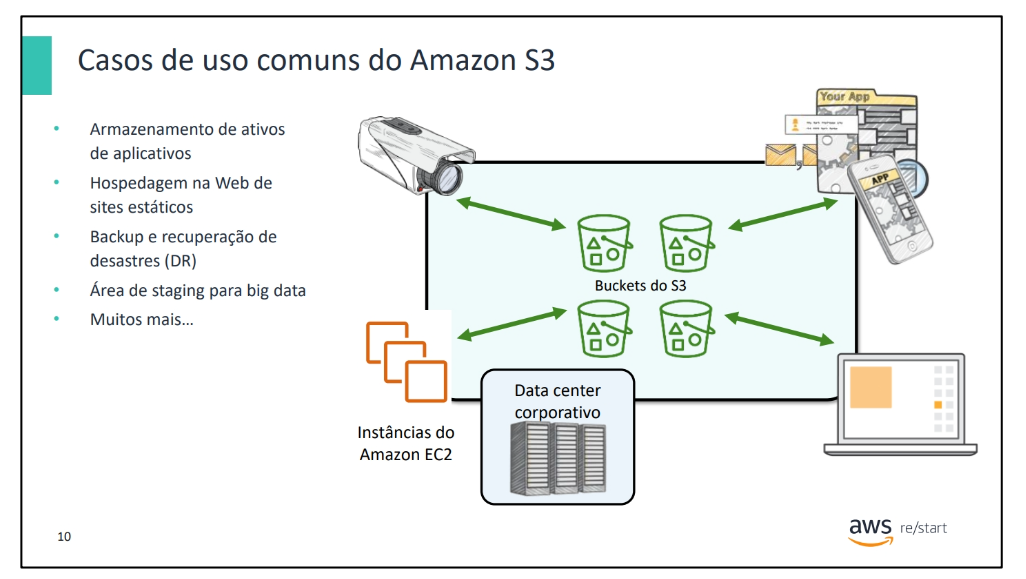 Casos de uso comuns do Amazon S3
• Armazenamento de ativos
de aplicativos
• Hospedagem na Web de
sites estáticos
• Backup e recuperação de
desastres (DR)
• Área de staging para big data
• Muitos mais...
Your App
APP
Buckets do S3
Data center
corporativo
Instâncias do
Amazon EC2
10
aws re/start